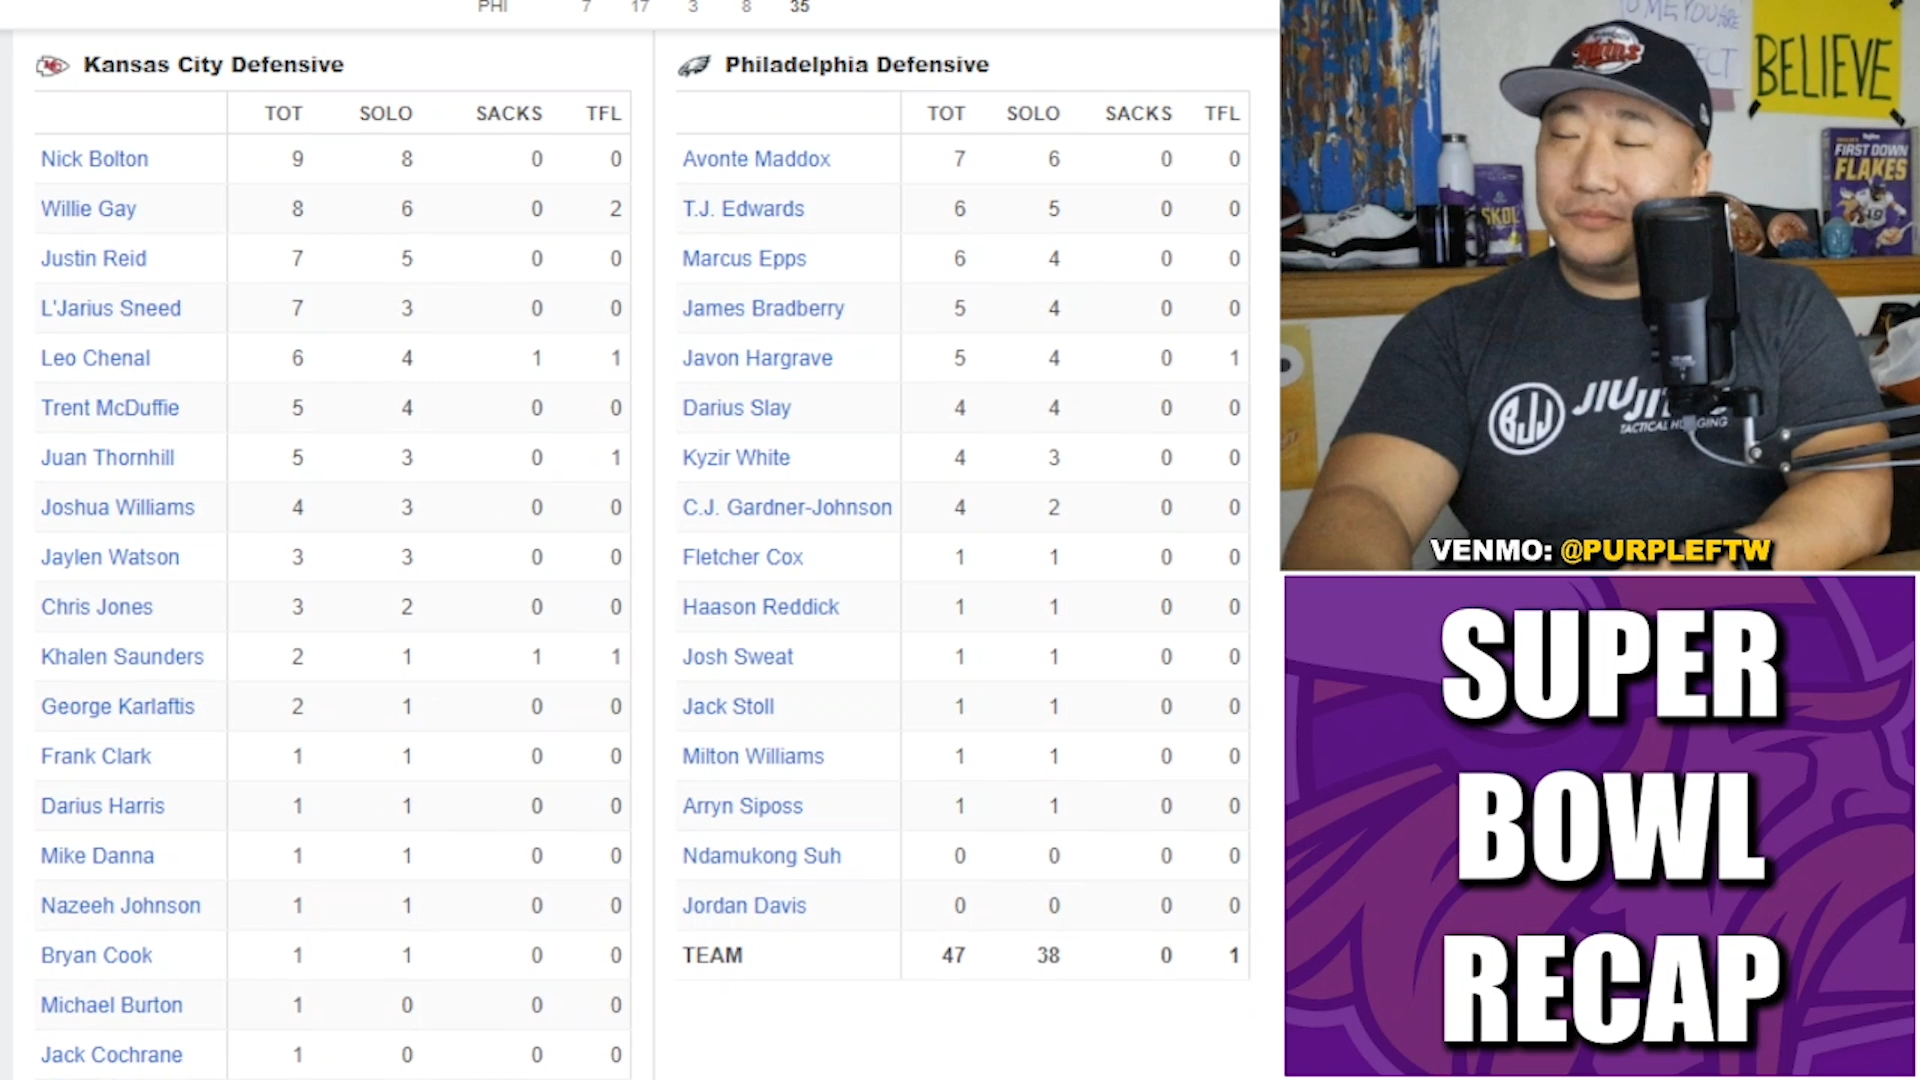 PHI 7 17 3 8 35
Kansas City Defensive
TOT SOLO SACKS TFL
Nick Bolton 9 8 0 0
Willie Gay 8 6 0 2
Justin Reid 7 5 0 0
L'Jarius Sneed 7 3 0 0
Leo Chenal 6 4 1 1
Trent McDuffie 5 4 0 0
Juan Thornhill 5 3 0 1
Joshua Williams 4 3 0 0
Jaylen Watson 3 3 0 0
Chris Jones 3 2 0 0
Khalen Saunders 2 1 1 1
George Karlaftis 2 1 0 0
Frank Clark 1 1 0 0
Darius Harris 1 1 0 0
Mike Danna 1 1 0 0
Nazeeh Johnson 1 1 0 0
Bryan Cook 1 1 0 0
Michael Burton 1 0 0 0
Jack Cochrane 1 0 0 0
Philadelphia Defensive
TOT SOLO SACKS TFL
Avonte Maddox 7 6 0 0
T.J. Edwards 6 5 0 0
Marcus Epps 6 4 0 0
James Bradberry 5 4 0 0
Javon Hargrave 5 4 0 1
Darius Slay 4 4 0 0
Kyzir White 4 3 0 0
C.J. Gardner-Johnson 4 2 0 0
Fletcher Cox 1 1 0 0
Haason Reddick 1 1 0 0
Josh Sweat 1 1 0 0
Jack Stoll 1 1 0 0
Milton Williams 1 1 0 0
Arryn Siposs 1 1 0 0
Ndamukong Suh 0 0 0 0
Jordan Davis 0 0 0 0
TEAM 47 38 0 1
TO ME YOU ARE
BELIEVE
Twins
FIRST DOWN
FLAKES
SKOL
BJJ
TACTICAL
VENMO: @PURPLEFTW
SUPER
BOWL
RECAP